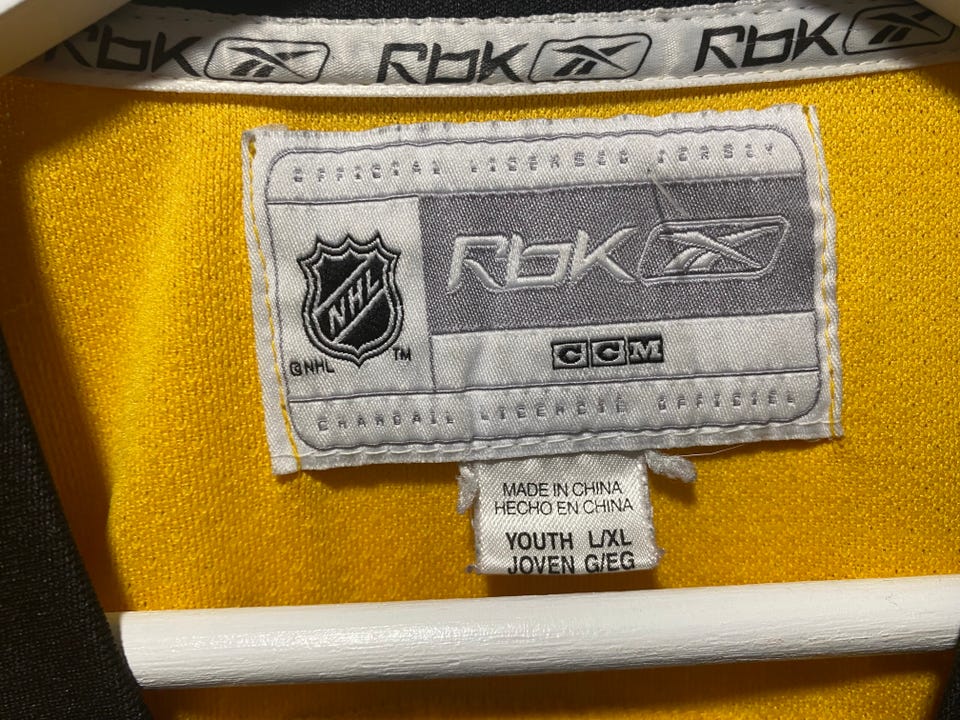 Rbk Rbk Rbk
OFFICIAL LICENSED JERSEY
NHL
Rbk
©NHL TM
CCM
CHANDAIL LICENCIE OFFICIEL
MADE IN CHINA
HECHO EN CHINA
YOUTH L/XL
JOVEN G/EG